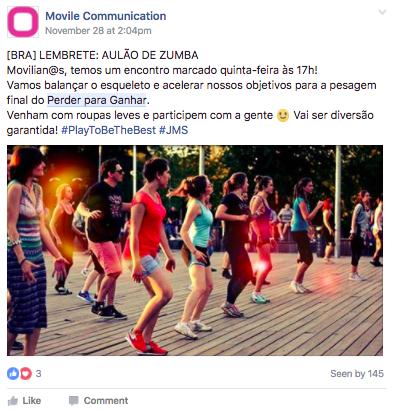 Movile Communication
November 28 at 2:04pm
[BRA] LEMBRETE: AULÃO DE ZUMBA
Movilian@s, temos um encontro marcado quinta-feira às 17h!
Vamos balançar o esqueleto e acelerar nossos objetivos para a pesagem
final do Perder para Ganhar.
Venham com roupas leves e participem com a gente 😉 Vai ser diversão
garantida! #PlayToBeTheBest #JMS
3
Seen by 145
Like
Comment